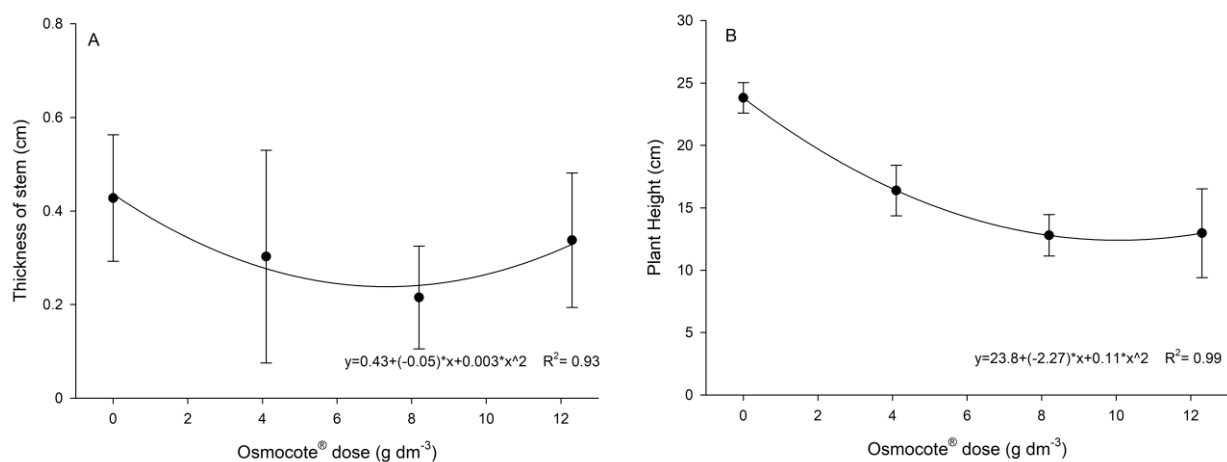 A
Thickness of stem (cm)
0.8
0.6
0.4
0.2
0
y=0.43+(-0.05)*x+0.003*x^2 R²= 0.93
0 2 4 6 8 10 12
Osmocote® dose (g dm⁻³)
B
Plant Height (cm)
30
25
20
15
10
5
0
y=23.8+(-2.27)*x+0.11*x^2 R²= 0.99
0 2 4 6 8 10 12
Osmocote® dose (g dm⁻³)